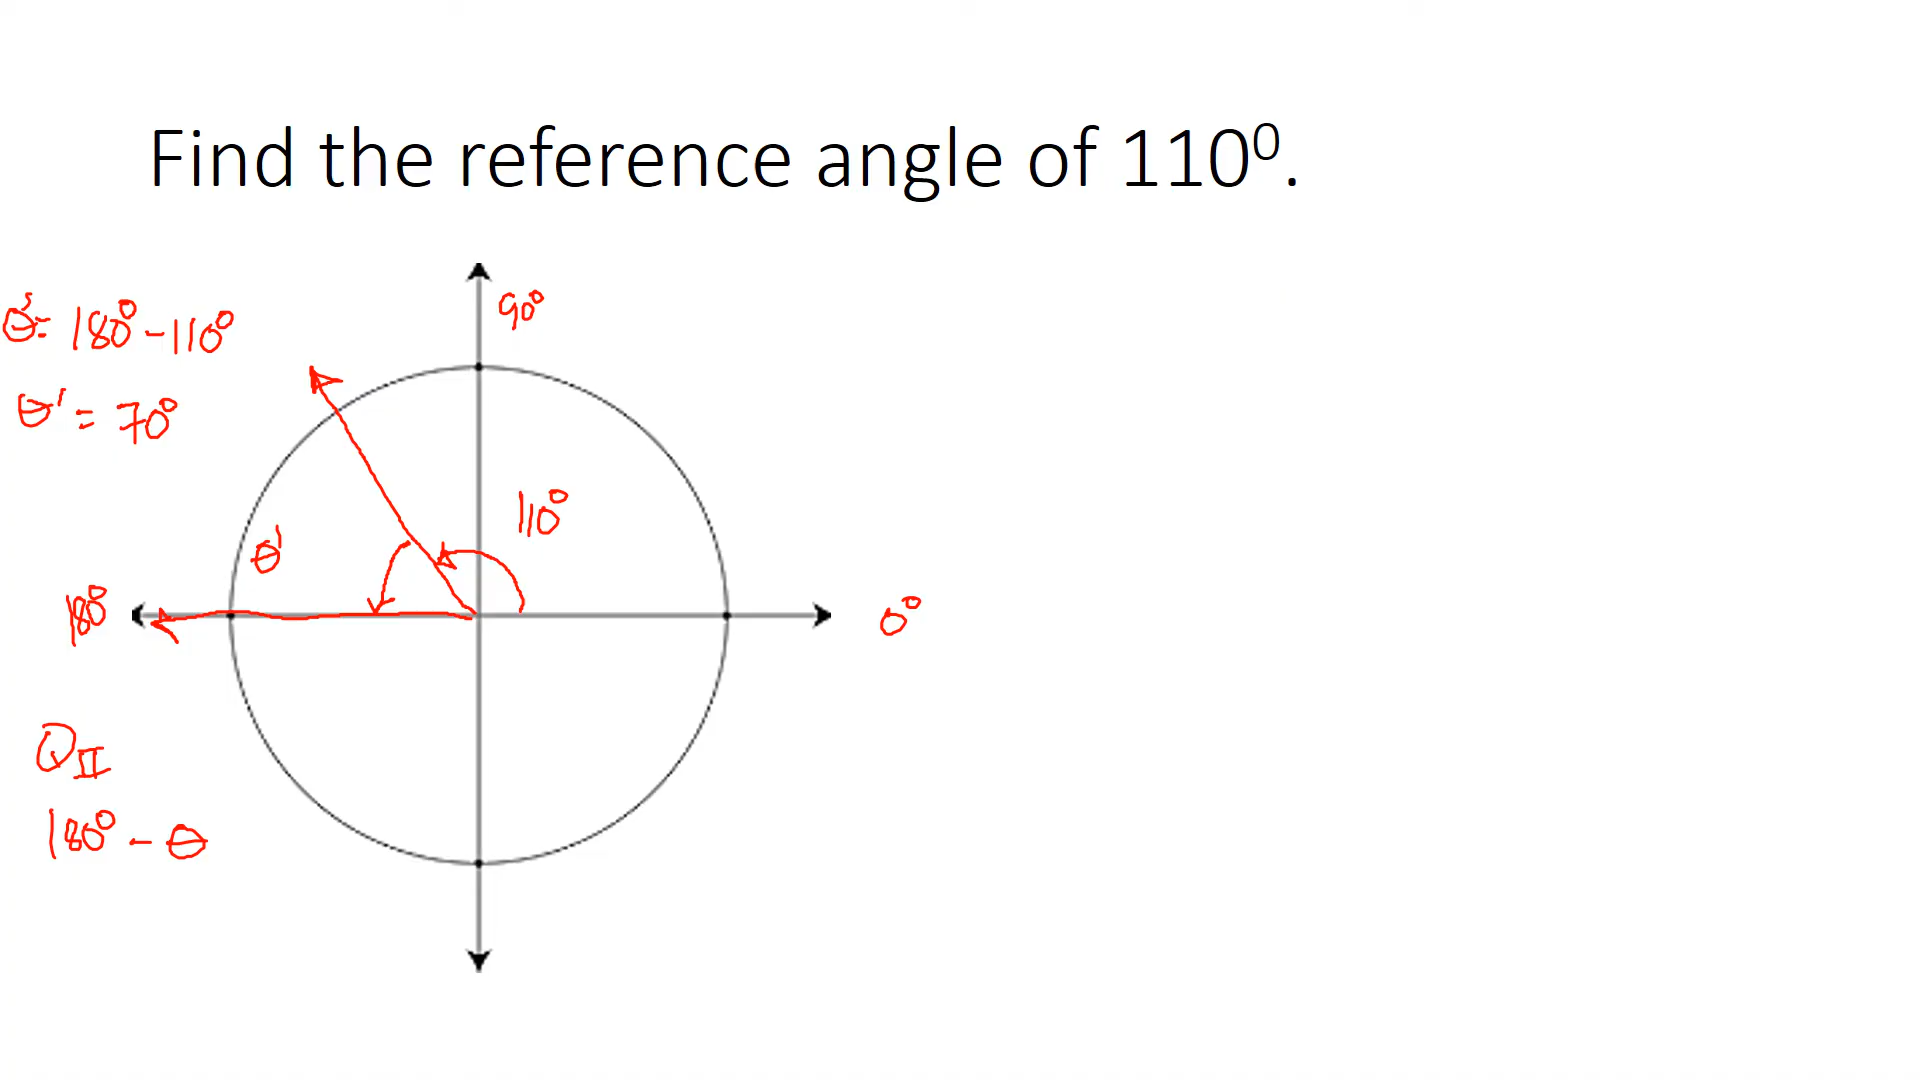 Find the reference angle of 110⁰.
90°
θ' = 180° - 110°
θ' = 70°
110°
θ'
180°
0°
QII
180° - θ